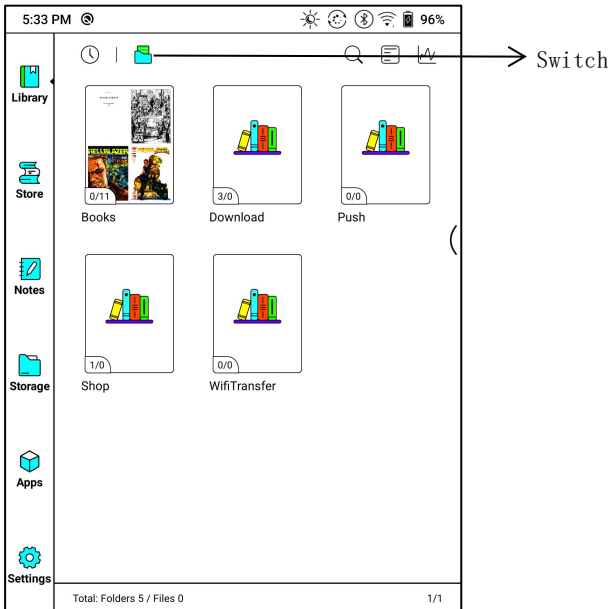 5:33 PM 96%
Switch
Library
HELLBLAZER
0/11 3/0 0/0
Books Download Push
Store
Notes
1/0 0/0
Shop WifiTransfer
Storage
Apps
Settings
Total: Folders 5 / Files 0 1/1